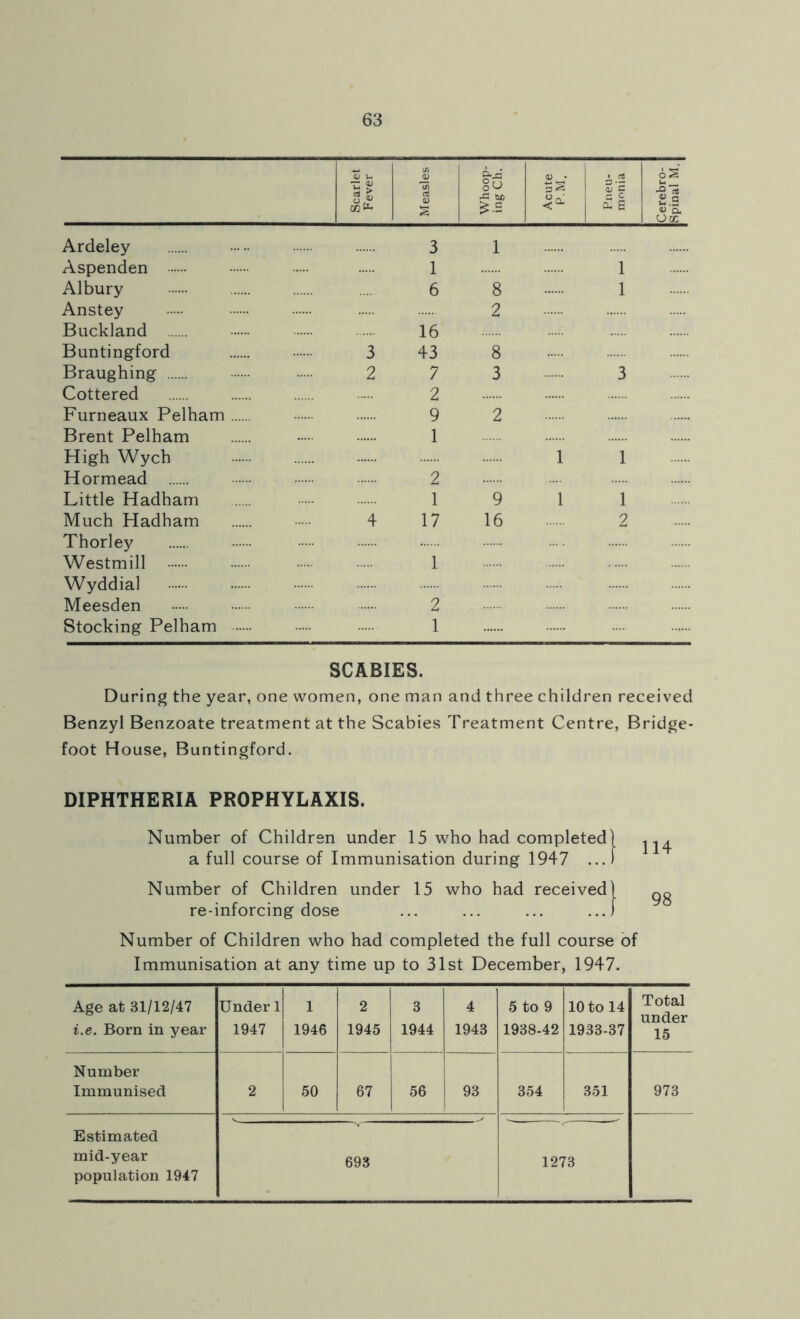 63
Scarlet Fever | Measles | Whoop-ing Ch. | Acute P.M. | Pneu-monia | Cerebro-Spinal M.
Ardeley ...... ..... ...... ...... 3 1 ...... ...... ......
Aspenden ...... ...... ..... ..... 1 ...... ...... 1 ......
Albury ...... ...... ...... .... 6 8 ...... 1 ......
Anstey ..... ...... ...... ..... ...... 2 ...... ...... .....
Buckland ...... ...... ...... ...... 16 ...... ..... ..... ......
Buntingford ...... ...... 3 43 8 ..... ...... ......
Braughing ...... ...... ..... 2 7 3 ...... 3 ......
Cottered ...... ...... ...... ..... 2 ...... ...... ...... ......
Furneaux Pelham ...... ...... ...... 9 2 ...... ...... ......
Brent Pelham ...... ..... ...... 1 ...... ...... ...... ......
High Wych ...... ...... ...... ...... ...... 1 1 ......
Hormead ...... ...... ...... ...... 2 ...... .... ..... ......
Little Hadham ..... ..... ...... 1 9 1 1 ......
Much Hadham ...... ..... 4 17 16 ...... 2 .....
Thorley ...... ...... ..... ...... ...... ...... .... ...... ......
Westmill ...... ...... ..... ..... 1 ...... ...... ...... ......
Wyddial ...... ...... ...... ...... ...... ...... ..... ...... ......
Meesden ..... ...... ...... ...... 2 ...... ...... ...... ......
Stocking Pelham ...... ..... ..... 1 ...... ...... .... ......
SCABIES.
During the year, one women, one man and three children received
Benzyl Benzoate treatment at the Scabies Treatment Centre, Bridge-
foot House, Buntingford.
DIPHTHERIA PROPHYLAXIS.
Number of Children under 15 who had completed}
a full course of Immunisation during 1947 ...} 114
Number of Children under 15 who had received}
re-inforcing dose ... ... ... ...} 98
Number of Children who had completed the full course of
Immunisation at any time up to 31st December, 1947.
Age at 31/12/47 | Under 1 | 1 | 2 | 3 | 4 | 5 to 9 | 10 to 14 | Total under 15
i.e. Born in year | 1947 | 1946 | 1945 | 1944 | 1943 | 1938-42 | 1933-37
Number
Immunised | 2 | 50 | 67 | 56 | 93 | 354 | 351 | 973
Estimated
mid-year | 693 | 1273
population 1947